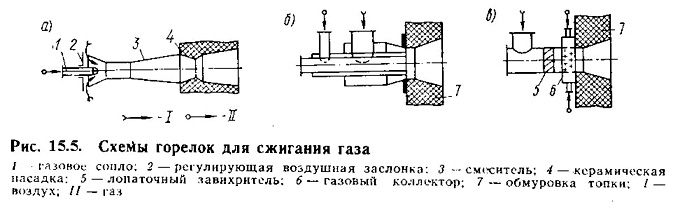 а)
б)
в)
1
2
3
4
7
5
6
7
-I
-II
Рис. 15.5. Схемы горелок для сжигания газа
1 — газовое сопло; 2 — регулирующая воздушная заслонка; 3 — смеситель; 4 — керамическая
насадка; 5 — лопаточный завихритель; 6 — газовый коллектор; 7 — обмуровка топки; I —
воздух; II — газ